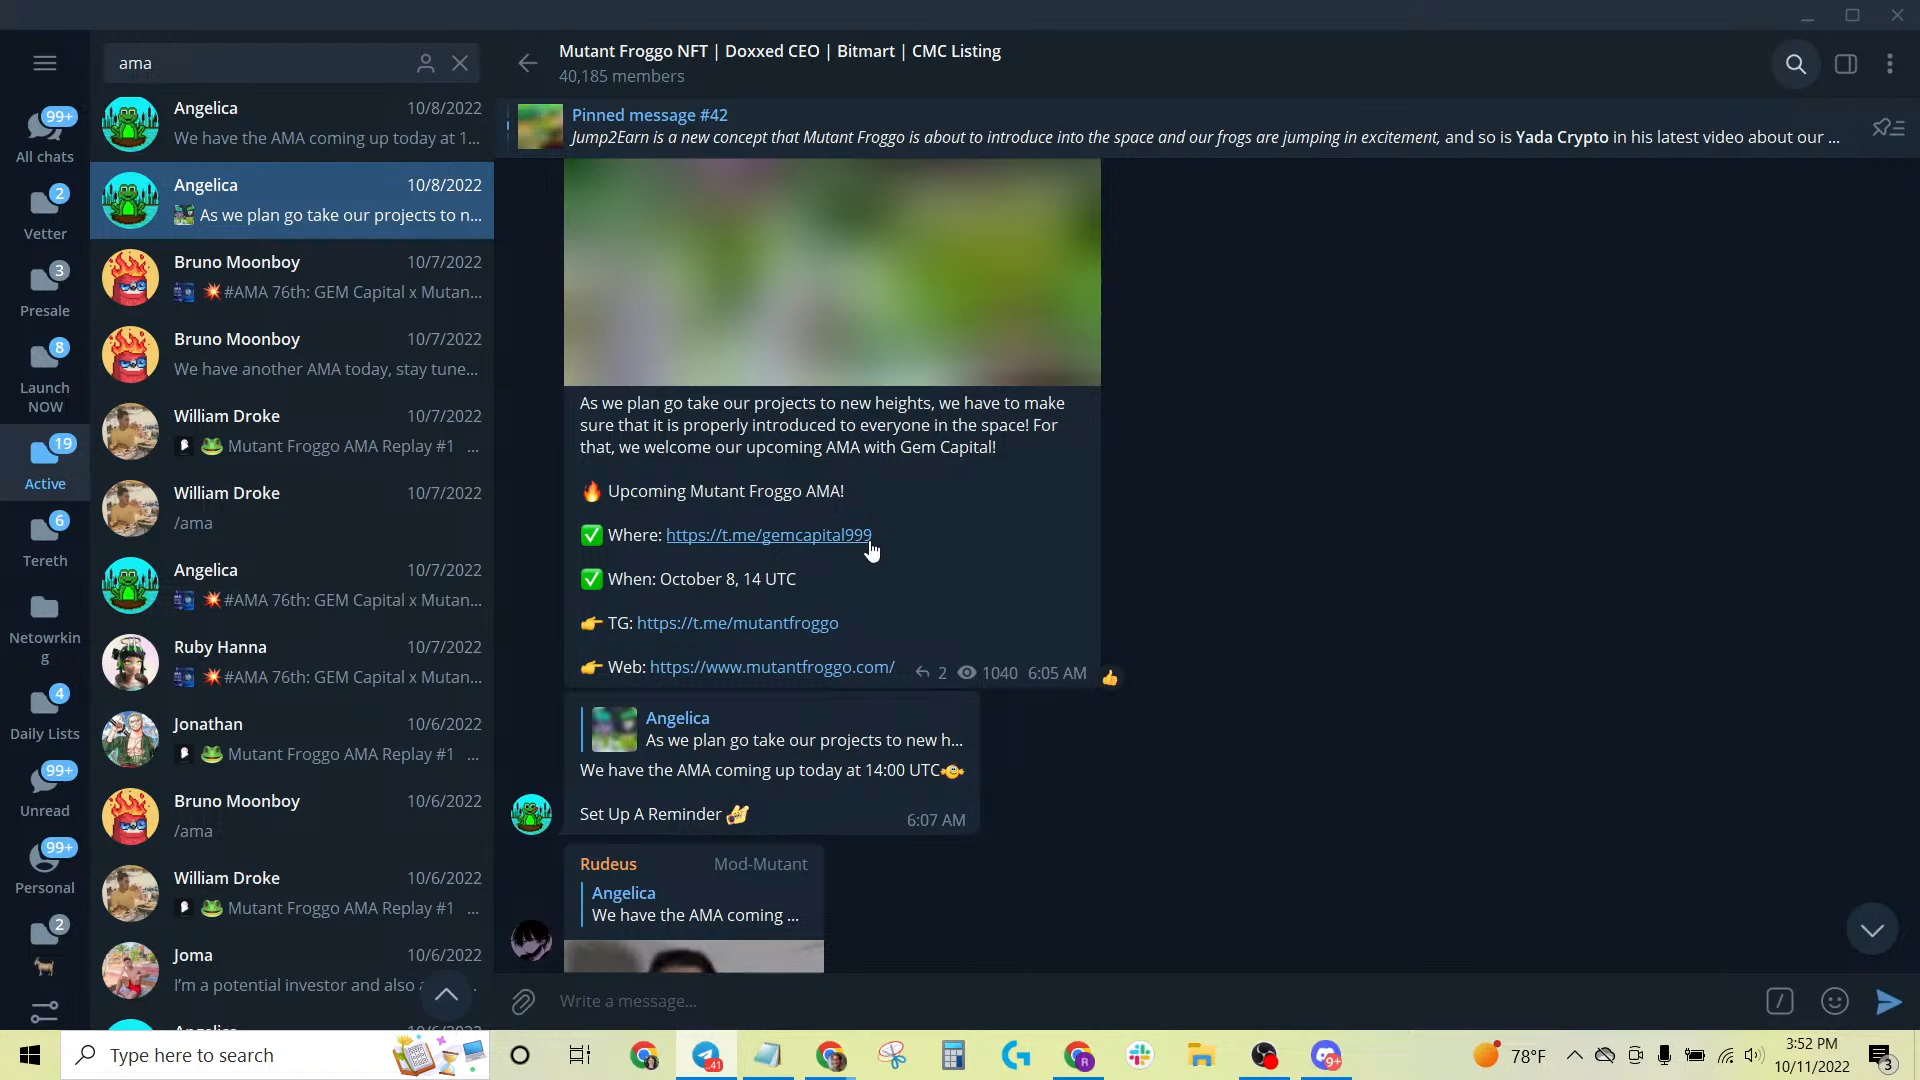 ama
Mutant Froggo NFT | Doxxed CEO | Bitmart | CMC Listing
40,185 members
Pinned message #42
Jump2Earn is a new concept that Mutant Froggo is about to introduce into the space and our frogs are jumping in excitement, and so is Yada Crypto in his latest video about our ...
99+
All chats
2
Vetter
3
Presale
8
Launch
NOW
19
Active
6
Tereth
Netowrkin
g
4
Daily Lists
99+
Unread
99+
Personal
2
Angelica 10/8/2022
We have the AMA coming up today at 1...
Angelica 10/8/2022
As we plan go take our projects to n...
Bruno Moonboy 10/7/2022
💥#AMA 76th: GEM Capital x Mutan...
Bruno Moonboy 10/7/2022
We have another AMA today, stay tune...
William Droke 10/7/2022
🐸 Mutant Froggo AMA Replay #1 ...
William Droke 10/7/2022
/ama
Angelica 10/7/2022
💥#AMA 76th: GEM Capital x Mutan...
Ruby Hanna 10/7/2022
💥#AMA 76th: GEM Capital x Mutan...
Jonathan 10/6/2022
🐸 Mutant Froggo AMA Replay #1 ...
Bruno Moonboy 10/6/2022
/ama
William Droke 10/6/2022
🐸 Mutant Froggo AMA Replay #1 ...
Joma 10/6/2022
I'm a potential investor and also
As we plan go take our projects to new heights, we have to make
sure that it is properly introduced to everyone in the space! For
that, we welcome our upcoming AMA with Gem Capital!
🔥 Upcoming Mutant Froggo AMA!
✅ Where: https://t.me/gemcapital999
✅ When: October 8, 14 UTC
👉 TG: https://t.me/mutantfroggo
👉 Web: https://www.mutantfroggo.com/ 2 1040 6:05 AM 👍
Angelica
As we plan go take our projects to new h...
We have the AMA coming up today at 14:00 UTC
Set Up A Reminder 6:07 AM
Rudeus Mod-Mutant
Angelica
We have the AMA coming ...
Write a message...
Type here to search
.41
9+
78°F
3:52 PM
10/11/2022
3